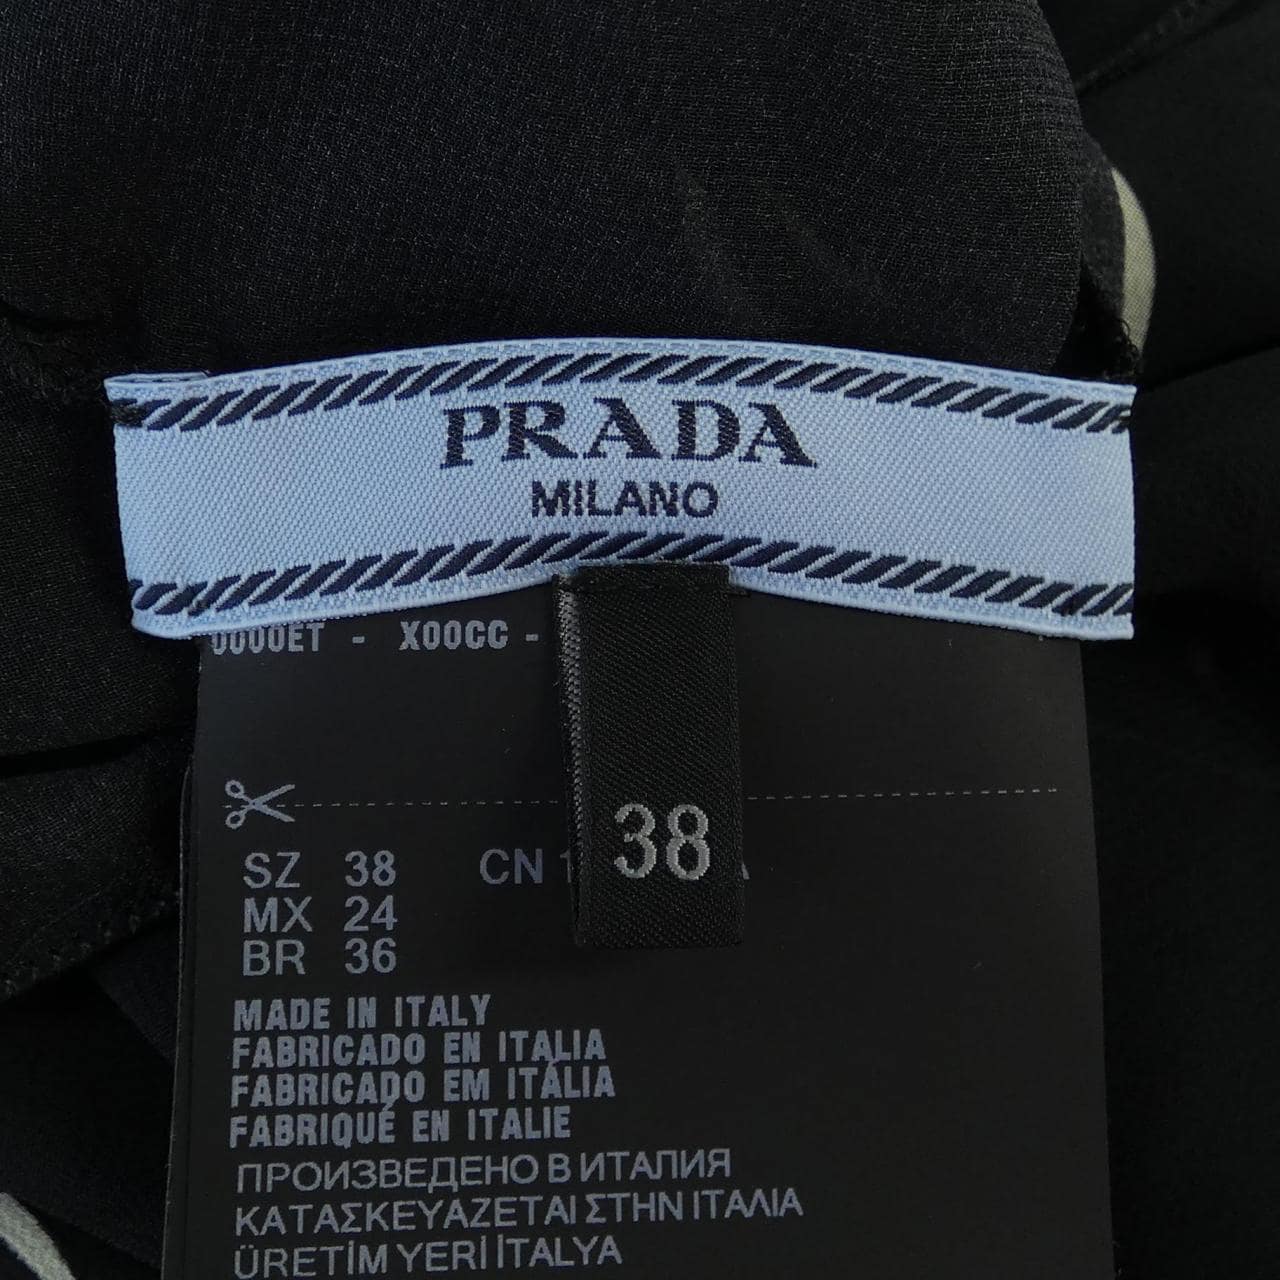 PRADA
MILANO
0000ET - X00CC -
38
SZ 38 CN
MX 24
BR 36
MADE IN ITALY
FABRICADO EN ITALIA
FABRICADO EM ITÁLIA
FABRIQUÉ EN ITALIE
ПРОИЗВЕДЕНО В ИТАЛИЯ
ΚΑΤΑΣΚΕΥΑΖΕΤΑΙ ΣΤΗΝ ΙΤΑΛΙΑ
ÜRETİM YERİ İTALYA